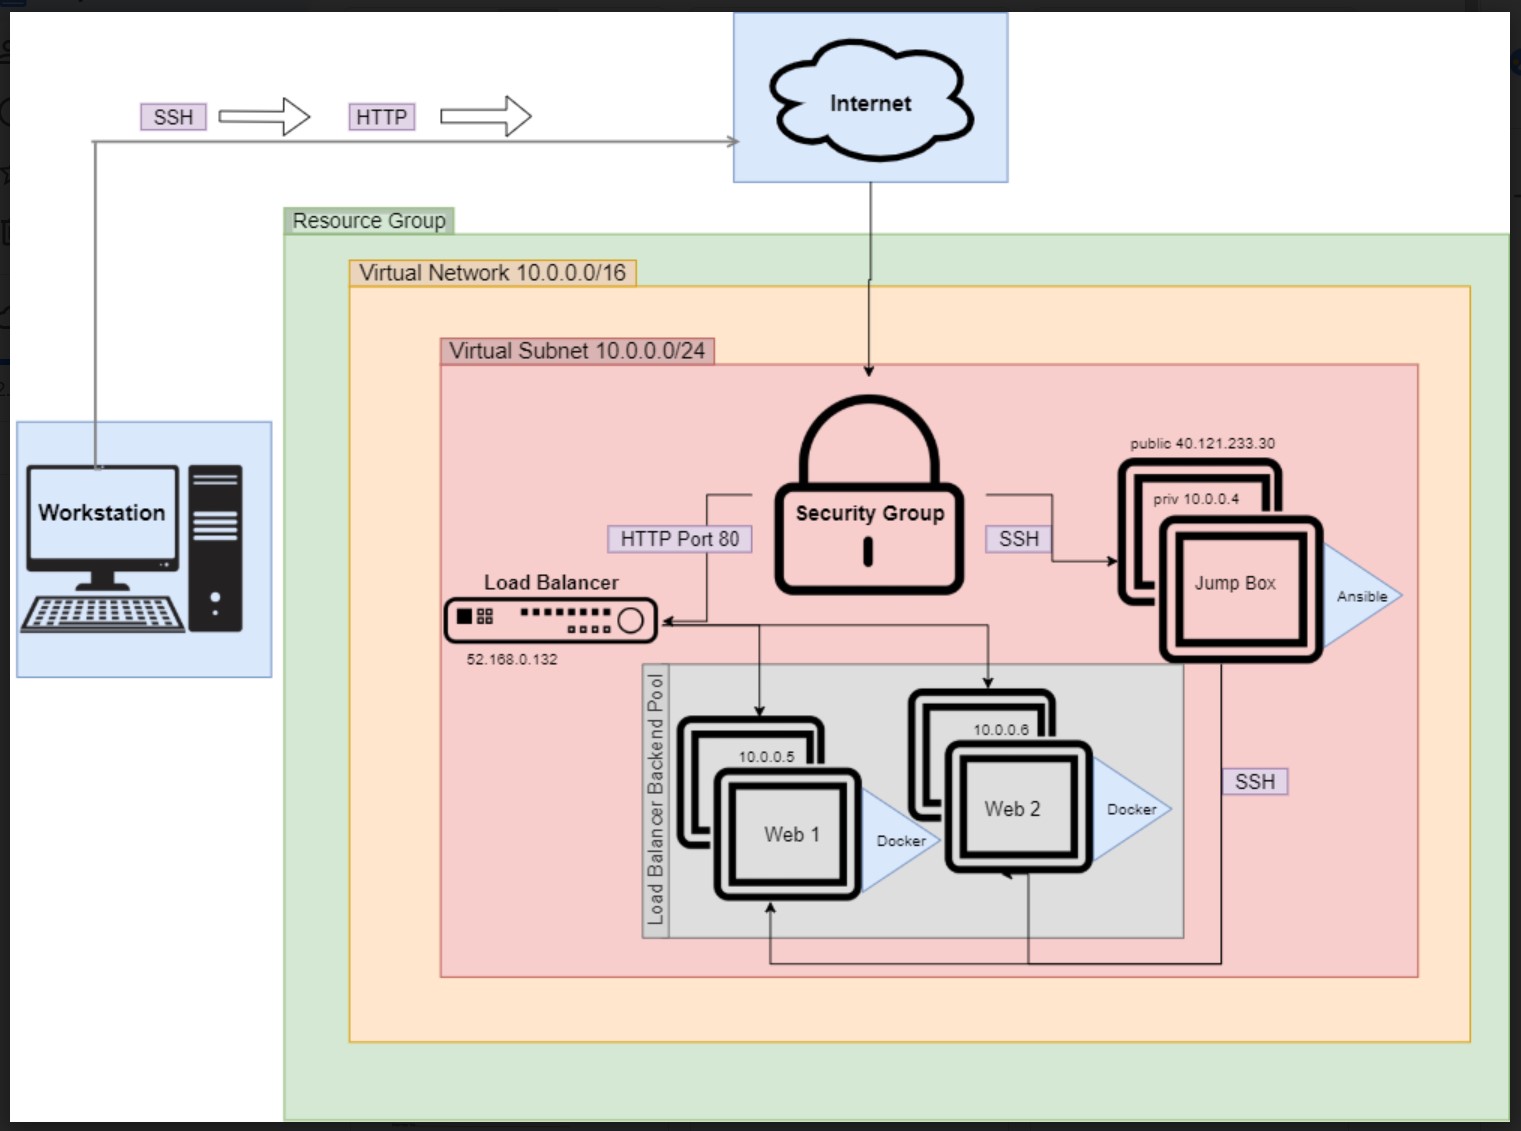 SSH
HTTP
Internet
Resource Group
Virtual Network 10.0.0.0/16
Virtual Subnet 10.0.0.0/24
public 40.121.233.30
priv 10.0.0.4
Workstation
Security Group
HTTP Port 80
SSH
Load Balancer
Jump Box
Ansible
52.168.0.132
Load Balancer Backend Pool
10.0.0.6
10.0.0.5
SSH
Web 2
Docker
Web 1
Docker